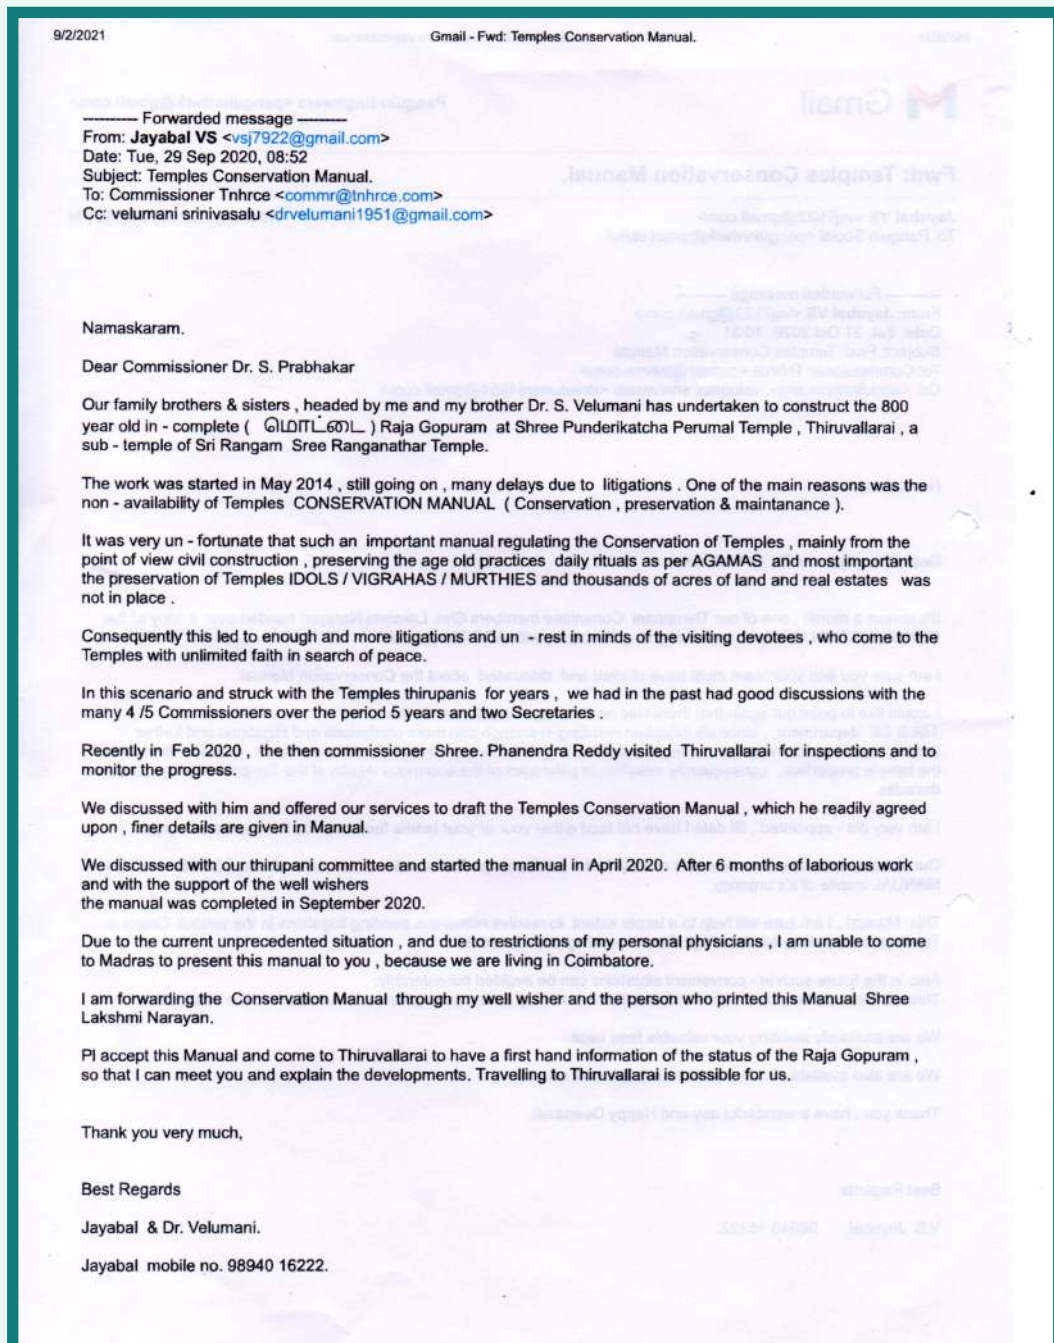 9/2/2021
Gmail - Fwd: Temples Conservation Manual.
---------- Forwarded message ---------
From: Jayabal VS <vsj7922@gmail.com>
Date: Tue, 29 Sep 2020, 08:52
Subject: Temples Conservation Manual.
To: Commissioner Tnhrce <commr@tnhrce.com>
Cc: velumani srinivasalu <drvelumani1951@gmail.com>
Namaskaram.
Dear Commissioner Dr. S. Prabhakar
Our family brothers & sisters , headed by me and my brother Dr. S. Velumani has undertaken to construct the 800
year old in - complete ( மொட்டை ) Raja Gopuram at Shree Punderikatcha Perumal Temple , Thiruvallarai , a
sub - temple of Sri Rangam Sree Ranganathar Temple.
The work was started in May 2014 , still going on , many delays due to litigations . One of the main reasons was the
non - availability of Temples CONSERVATION MANUAL ( Conservation , preservation & maintanance ).
It was very un - fortunate that such an important manual regulating the Conservation of Temples , mainly from the
point of view civil construction , preserving the age old practices daily rituals as per AGAMAS and most important
the preservation of Temples IDOLS / VIGRAHAS / MURTHIES and thousands of acres of land and real estates was
not in place .
Consequently this led to enough and more litigations and un - rest in minds of the visiting devotees , who come to the
Temples with unlimited faith in search of peace.
In this scenario and struck with the Temples thirupanis for years , we had in the past had good discussions with the
many 4 /5 Commissioners over the period 5 years and two Secretaries .
Recently in Feb 2020 , the then commissioner Shree. Phanendra Reddy visited Thiruvallarai for inspections and to
monitor the progress.
We discussed with him and offered our services to draft the Temples Conservation Manual , which he readily agreed
upon , finer details are given in Manual.
We discussed with our thirupani committee and started the manual in April 2020. After 6 months of laborious work
and with the support of the well wishers
the manual was completed in September 2020.
Due to the current unprecedented situation , and due to restrictions of my personal physicians , I am unable to come
to Madras to present this manual to you , because we are living in Coimbatore.
I am forwarding the Conservation Manual through my well wisher and the person who printed this Manual Shree
Lakshmi Narayan.
Pl accept this Manual and come to Thiruvallarai to have a first hand information of the status of the Raja Gopuram ,
so that I can meet you and explain the developments. Travelling to Thiruvallarai is possible for us.
Thank you very much,
Best Regards
Jayabal & Dr. Velumani.
Jayabal mobile no. 98940 16222.